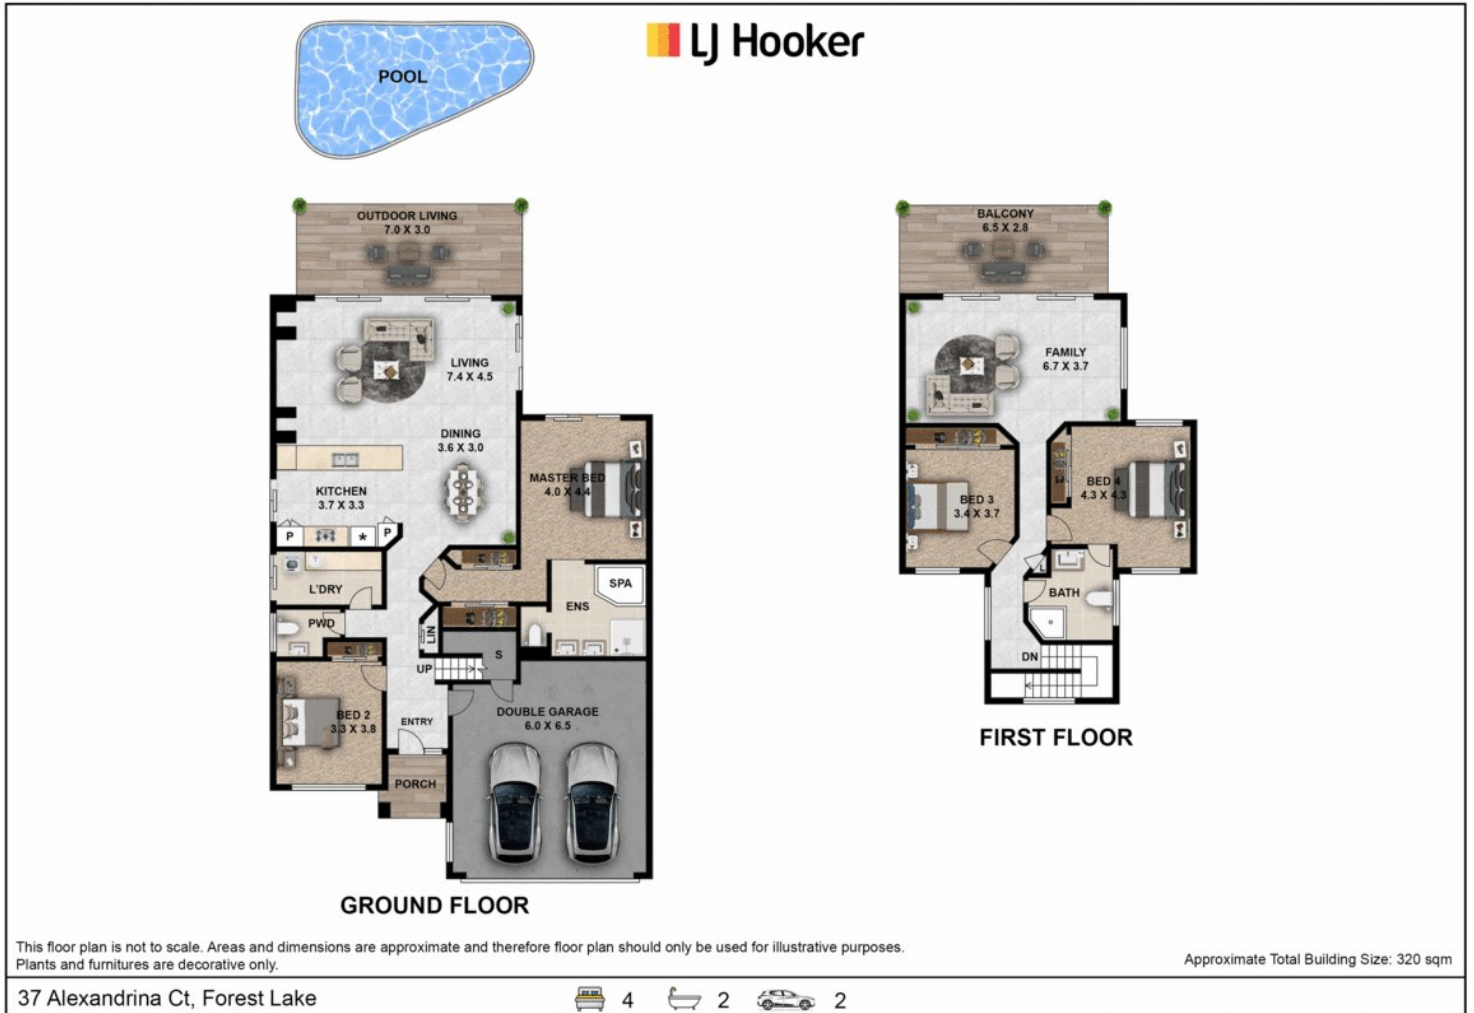 LJ Hooker
POOL
OUTDOOR LIVING
7.0 X 3.0
LIVING
7.4 X 4.5
DINING
3.6 X 3.0
KITCHEN
3.7 X 3.3
P
*
P
MASTER BED
4.0 X 4.4
L'DRY
PWD
LIN
ENS
SPA
S
UP
BED 2
3.3 X 3.8
ENTRY
PORCH
DOUBLE GARAGE
6.0 X 6.5
GROUND FLOOR
BALCONY
6.5 X 2.8
FAMILY
6.7 X 3.7
BED 3
3.4 X 3.7
BED 4
4.3 X 4.3
L
BATH
DN
FIRST FLOOR
This floor plan is not to scale. Areas and dimensions are approximate and therefore floor plan should only be used for illustrative purposes.
Plants and furnitures are decorative only.
Approximate Total Building Size: 320 sqm
37 Alexandrina Ct, Forest Lake
4 2 2